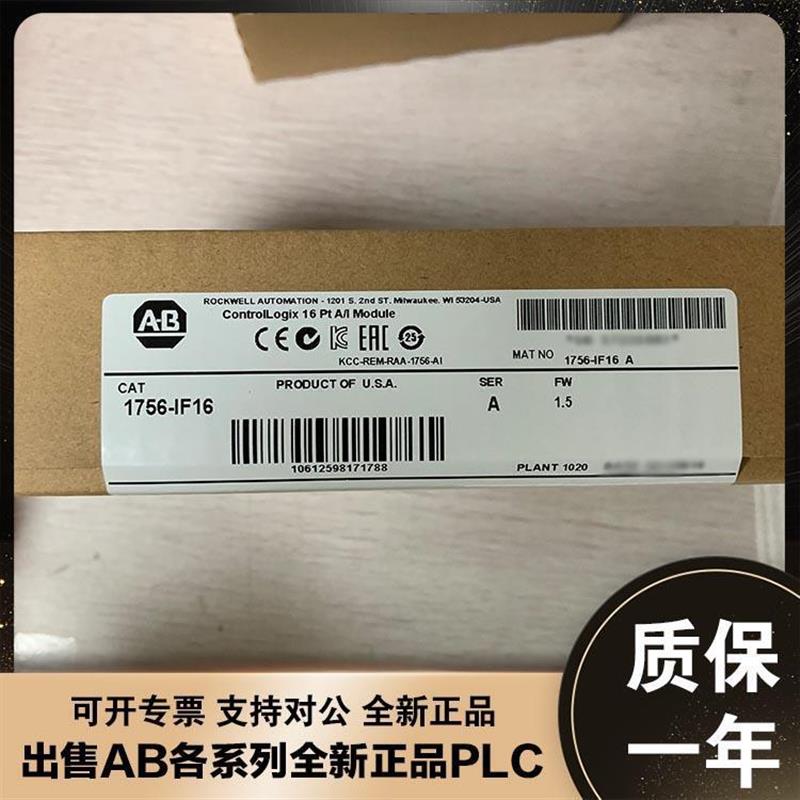 ROCKWELL AUTOMATION - 1201 S. 2nd ST. Milwaukee. WI 53204-USA
ControlLogix 16 Pt A/I Module
A-B
CE EAC 25
KCC-REM-RAA-1756-AI
MAT NO 1756-IF16 A
CAT
1756-IF16
PRODUCT OF U.S.A.
SER
A
FW
1.5
10612598171788
PLANT 1020
质保
一年
可开专票 支持对公 全新正品
出售AB各系列全新正品PLC